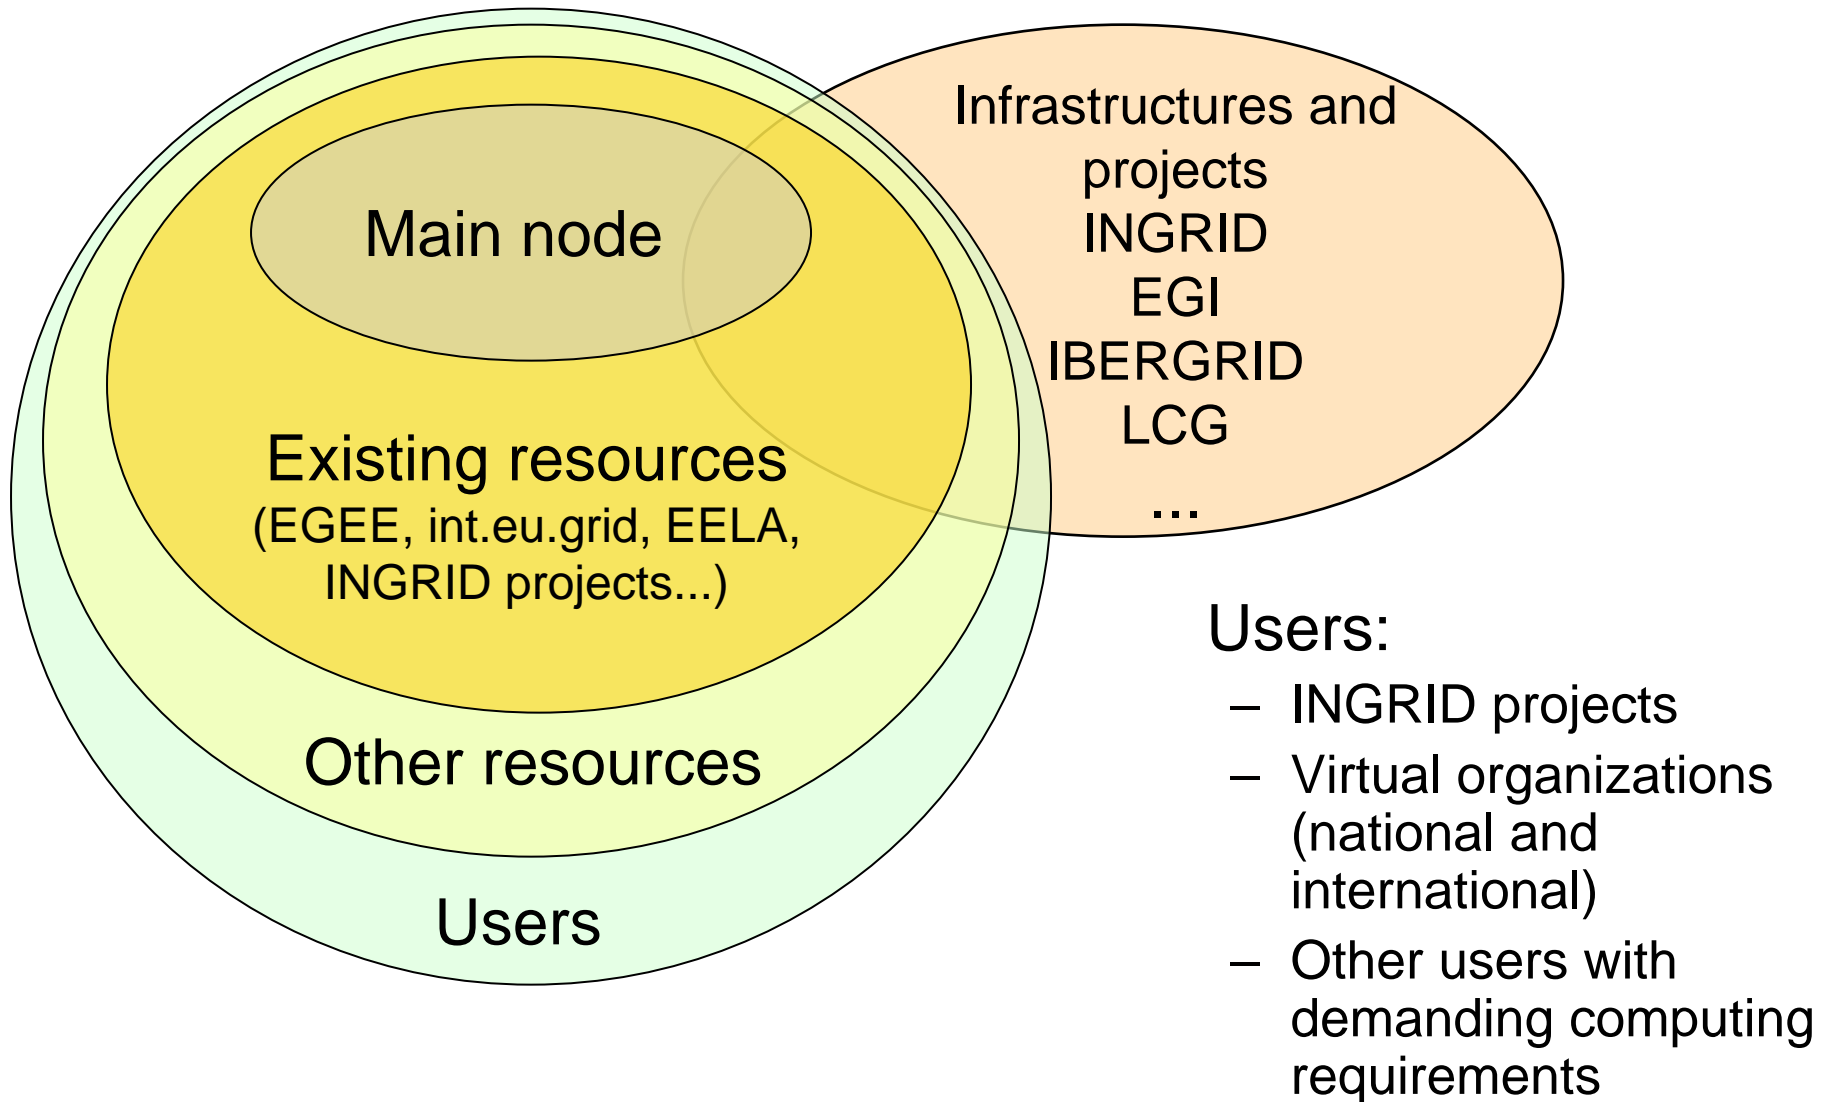 Main node
Existing resources
(EGEE, int.eu.grid, EELA,
INGRID projects...)
Other resources
Users
Infrastructures and
projects
INGRID
EGI
IBERGRID
LCG
...
Users:
– INGRID projects
– Virtual organizations
(national and
international)
– Other users with
demanding computing
requirements